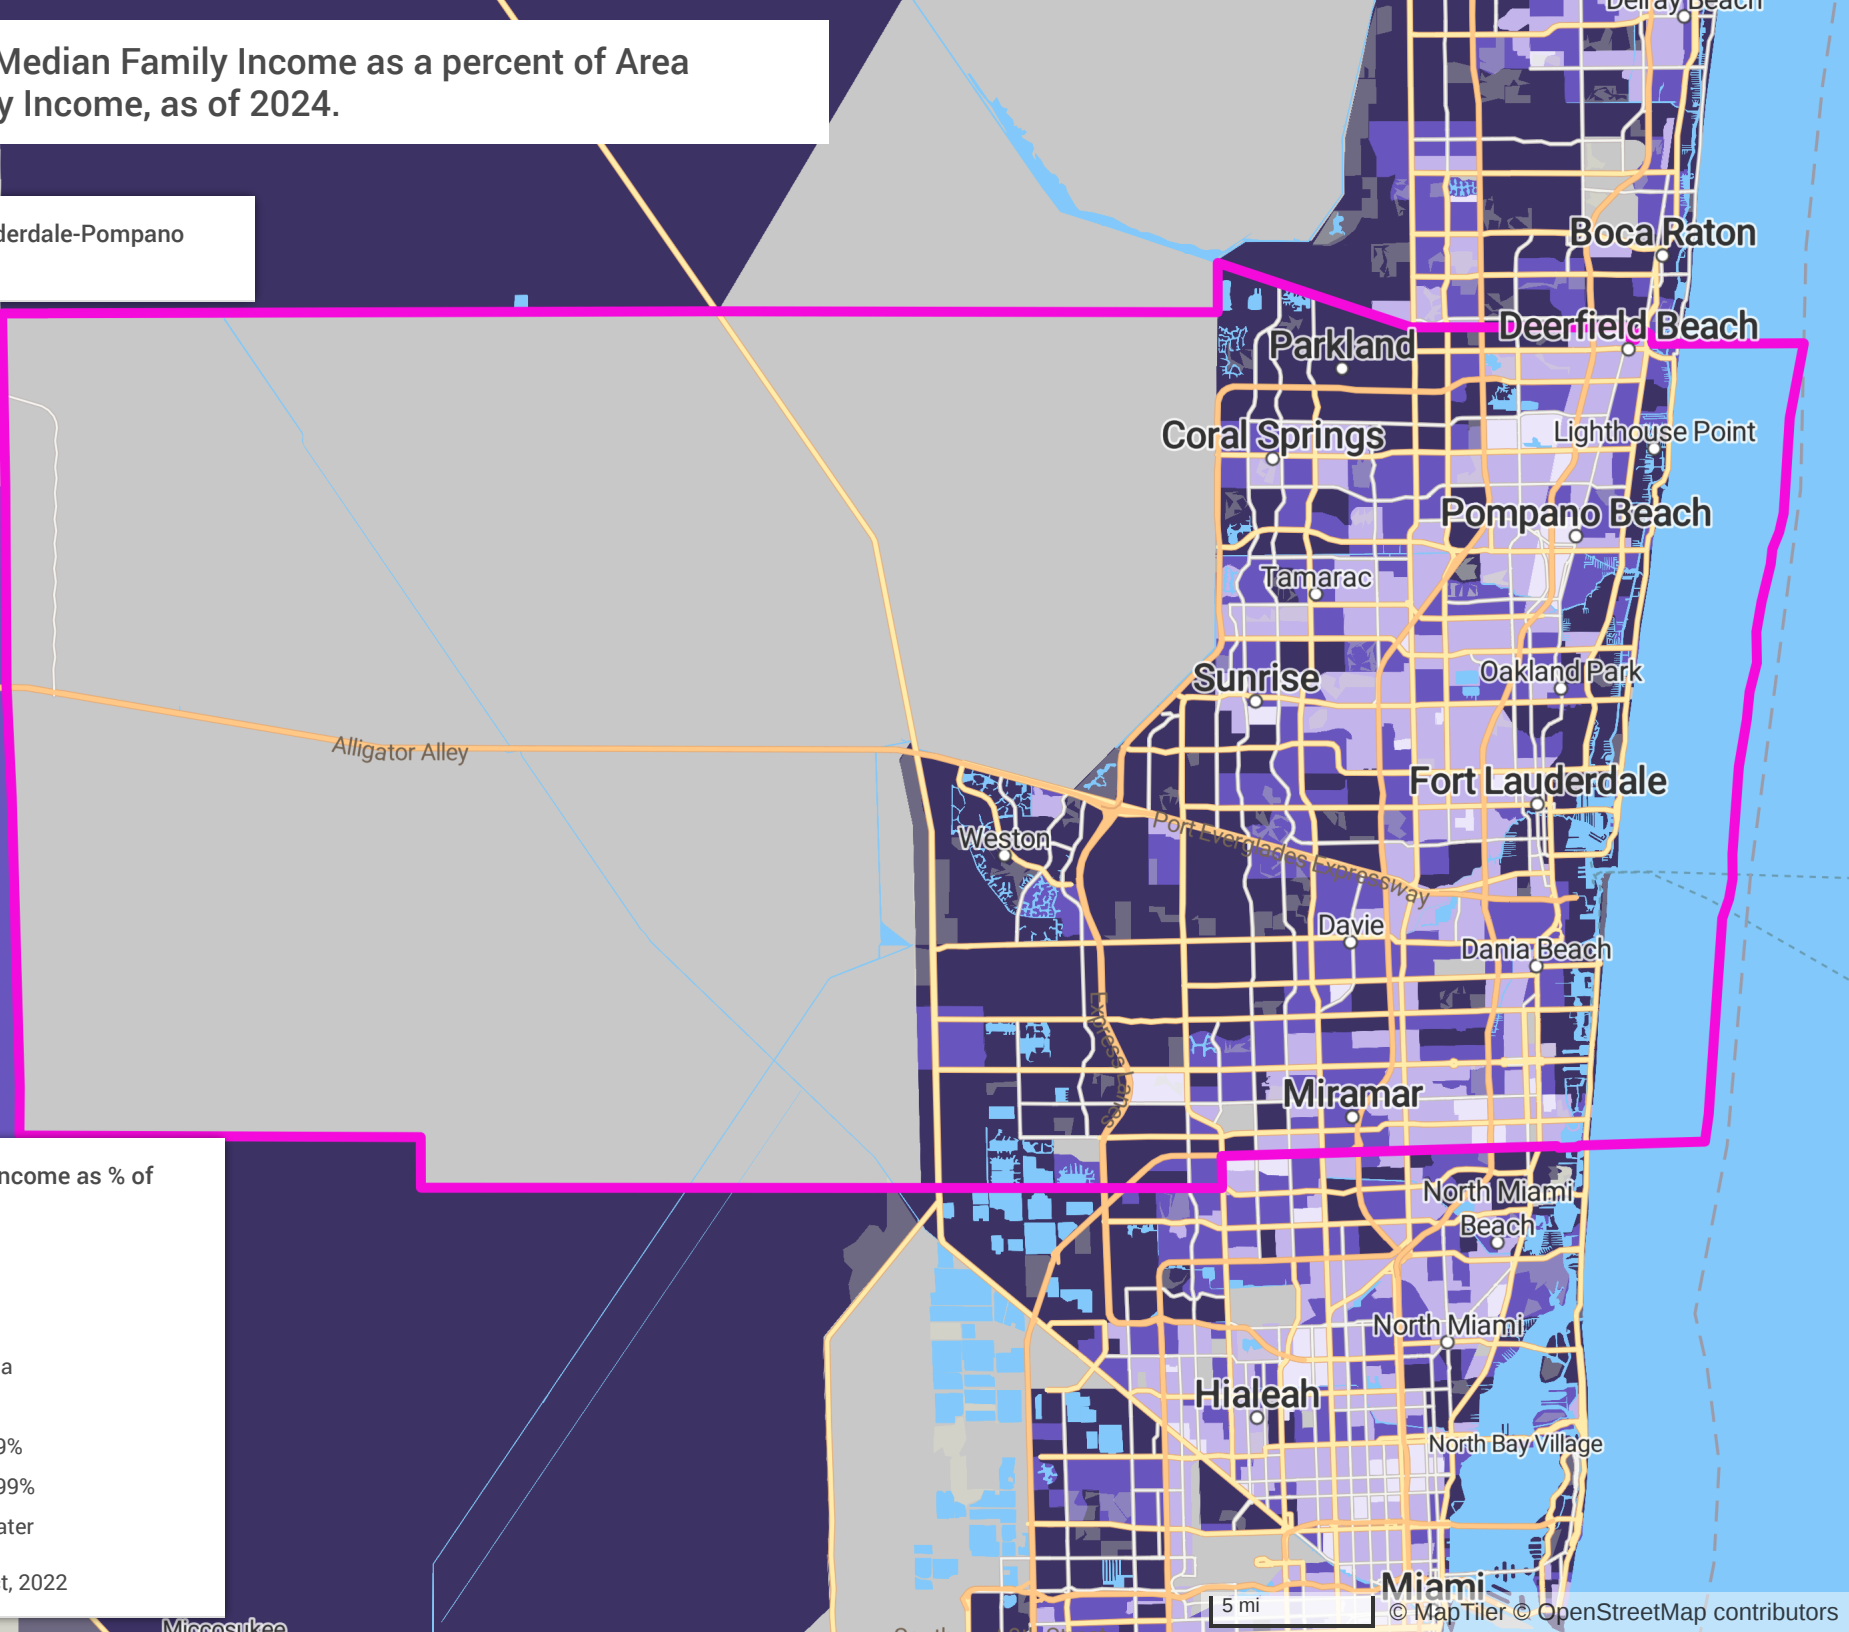 Median Family Income as a percent of Area
y Income, as of 2024.
derdale-Pompano
Delray Beach
Boca Raton
Deerfield Beach
Parkland
Coral Springs
Lighthouse Point
Pompano Beach
Tamarac
Oakland Park
Sunrise
Alligator Alley
Fort Lauderdale
Port Everglades Expressway
Weston
Davie
Dania Beach
Express Lanes
Miramar
ncome as % of
a
9%
99%
ater
t, 2022
North Miami
Beach
North Miami
Hialeah
North Bay Village
Miami
Miccosukee
5 mi
© MapTiler © OpenStreetMap contributors